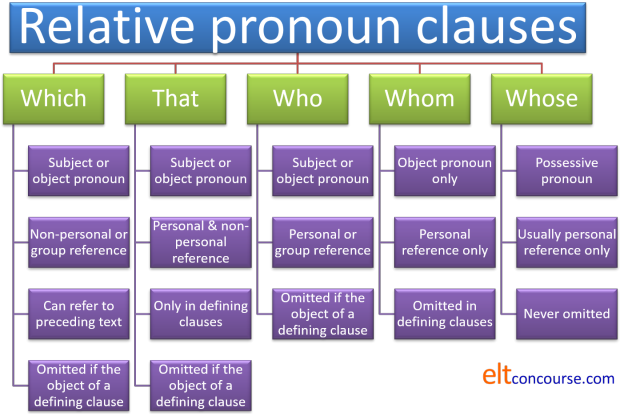 Relative pronoun clauses
Which
That
Who
Whom
Whose
Subject or
object pronoun
Subject or
object pronoun
Subject or
object pronoun
Object pronoun
only
Possessive
pronoun
Non-personal or
group reference
Personal & non-
personal
reference
Personal or
group reference
Personal
reference only
Usually personal
reference only
Can refer to
preceding text
Only in defining
clauses
Omitted if the
object of a
defining clause
Omitted in
defining clauses
Never omitted
Omitted if the
object of a
defining clause
Omitted if the
object of a
defining clause
eltconcourse.com